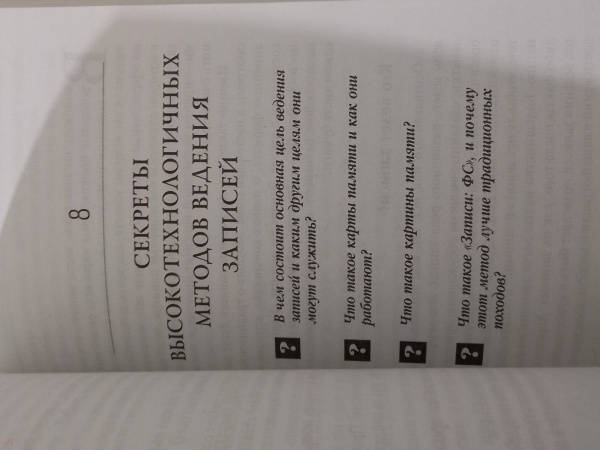 8
СЕКРЕТЫ
ВЫСОКОТЕХНОЛОГИЧНЫХ
МЕТОДОВ ВЕДЕНИЯ
ЗАПИСЕЙ
? В чем состоит основная цель ведения
записей и каким другим целям они
могут служить?
? Что такое карты памяти и как они
работают?
? Что такое картины памяти?
? Что такое «Записи: ФС», и почему
этот метод лучше традиционных
походов?